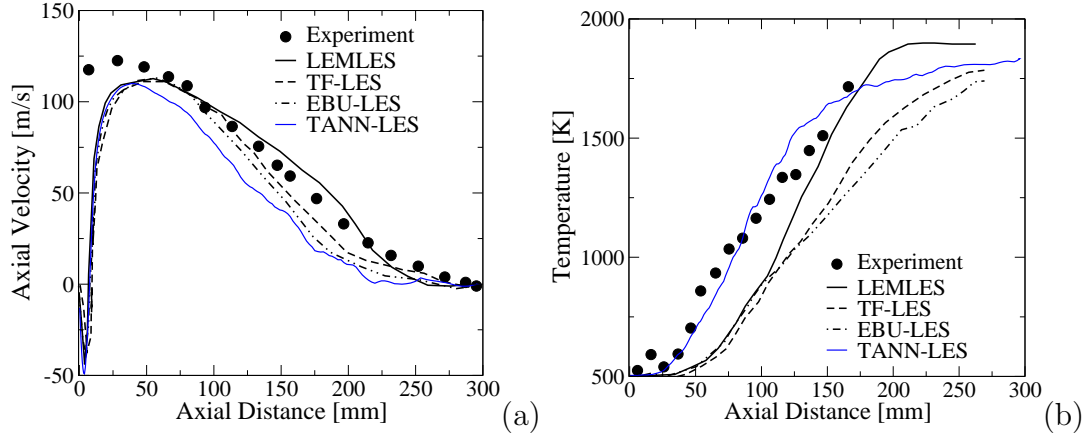 150
100
50
0
-50
Axial Velocity [m/s]
Experiment
LEMLES
TF-LES
EBU-LES
TANN-LES
0 50 100 150 200 250 300
Axial Distance [mm]
(a)
2000
1500
1000
500
Temperature [K]
Experiment
LEMLES
TF-LES
EBU-LES
TANN-LES
0 50 100 150 200 250 300
Axial Distance [mm]
(b)